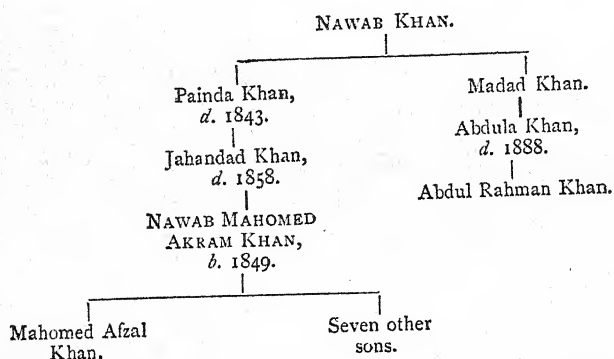 NAWAB KHAN.
Painda Khan,
d. 1843.
Jahandad Khan,
d. 1858.
NAWAB MAHOMED
AKRAM KHAN,
b. 1849.
Mahomed Afzal
Khan.
Seven other
sons.
Madad Khan.
Abdula Khan,
d. 1888.
Abdul Rahman Khan.